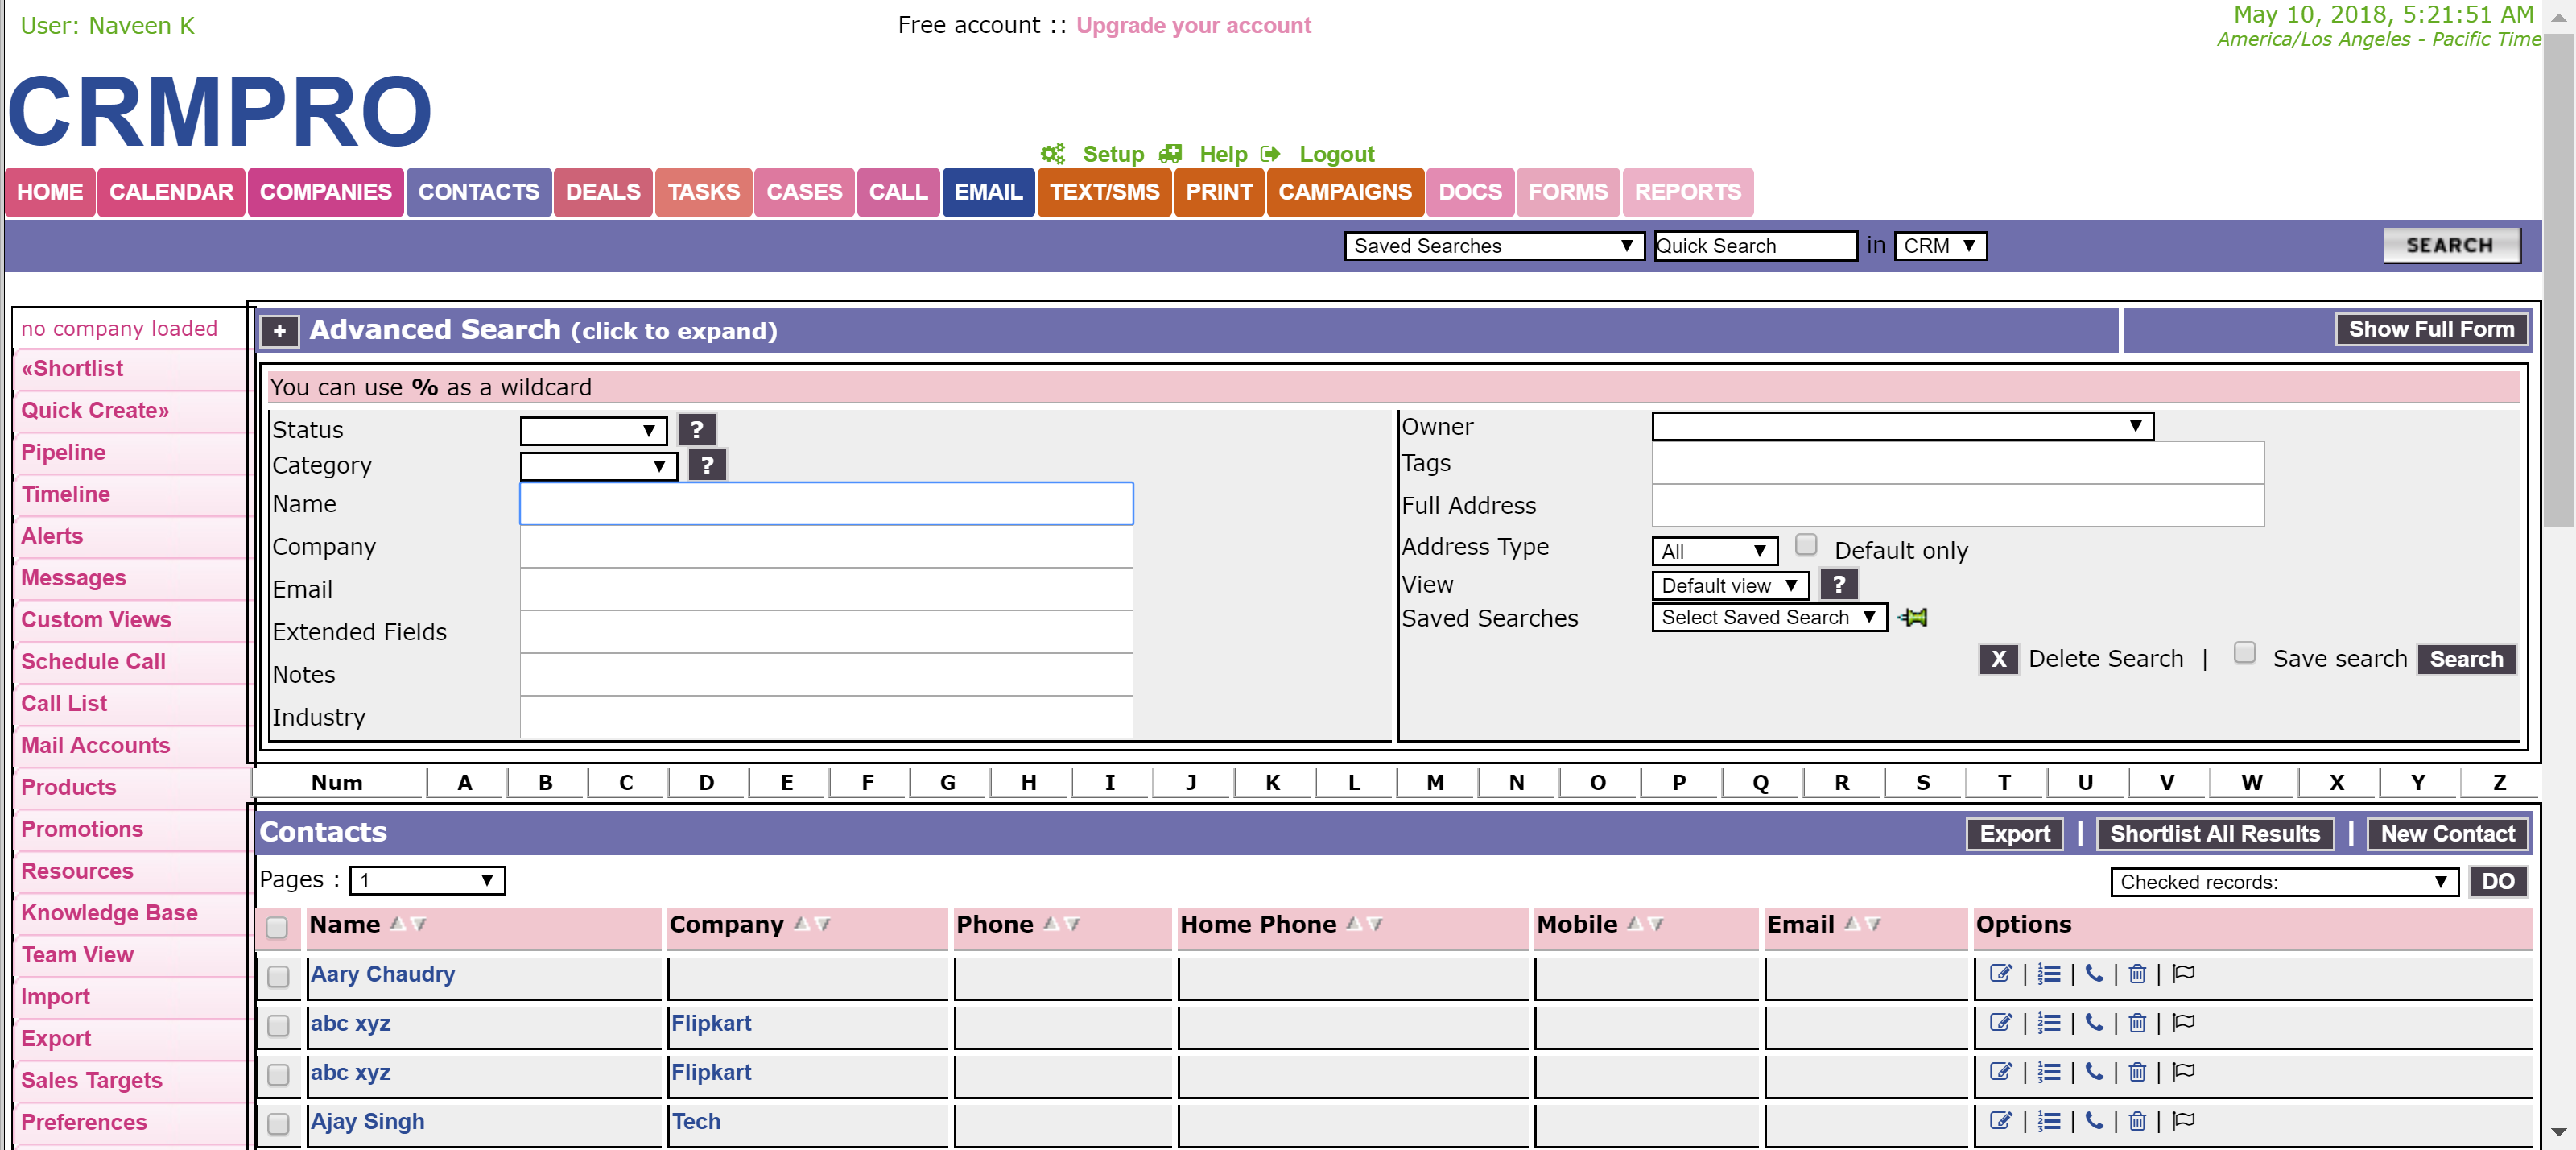 User: Naveen K
Free account :: Upgrade your account
May 10, 2018, 5:21:51 AM
America/Los Angeles - Pacific Time
CRMPRO
Setup Help Logout
HOME CALENDAR COMPANIES CONTACTS DEALS TASKS CASES CALL EMAIL TEXT/SMS PRINT CAMPAIGNS DOCS FORMS REPORTS
Saved Searches Quick Search in CRM SEARCH
no company loaded
«Shortlist
Quick Create»
Pipeline
Timeline
Alerts
Messages
Custom Views
Schedule Call
Call List
Mail Accounts
Products
Promotions
Resources
Knowledge Base
Team View
Import
Export
Sales Targets
Preferences
+ Advanced Search (click to expand) Show Full Form
You can use % as a wildcard
Status ?
Category ?
Name
Company
Email
Extended Fields
Notes
Industry
Owner
Tags
Full Address
Address Type All Default only
View Default view ?
Saved Searches Select Saved Search
X Delete Search | Save search Search
Num A B C D E F G H I J K L M N O P Q R S T U V W X Y Z
Contacts Export | Shortlist All Results | New Contact
Pages : 1 Checked records: DO
Name Company Phone Home Phone Mobile Email Options
Aary Chaudry | | | |
abc xyz Flipkart | | | |
abc xyz Flipkart | | | |
Ajay Singh Tech | | | |